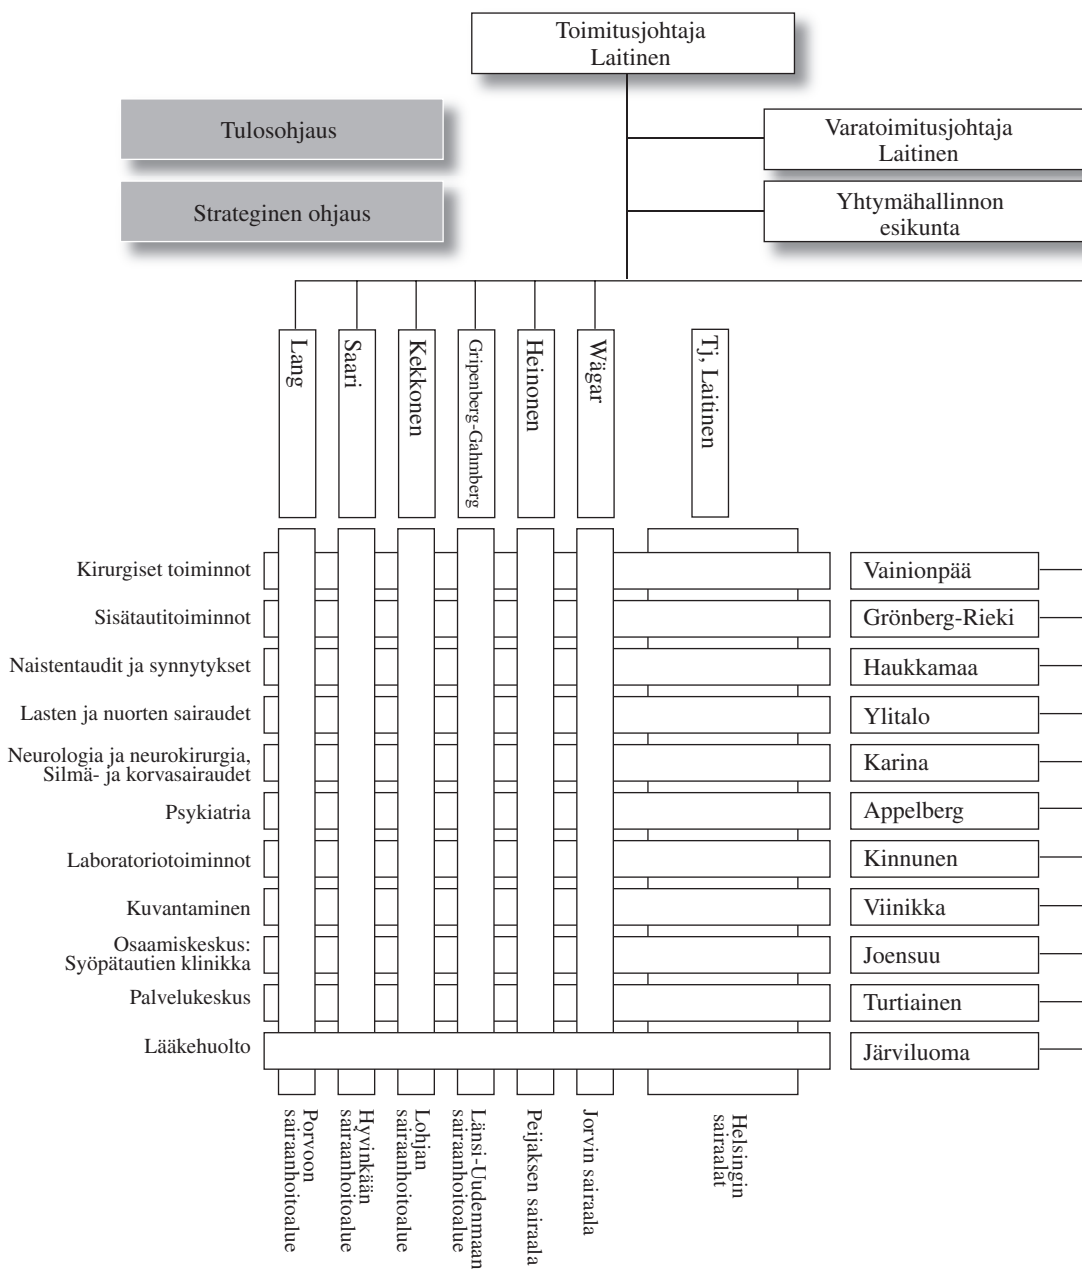 Toimitusjohtaja
Laitinen
Tulosohjaus
Varatoimitusjohtaja
Laitinen
Strateginen ohjaus
Yhtymähallinnon
esikunta
Lang
Saari
Kekkonen
Gripenberg-Gahmberg
Heinonen
Wägar
Tj, Laitinen
Kirurgiset toiminnot
Vainionpää
Sisätautitoiminnot
Grönberg-Rieki
Naistentaudit ja synnytykset
Haukkamaa
Lasten ja nuorten sairaudet
Ylitalo
Neurologia ja neurokirurgia,
Silmä- ja korvasairaudet
Karina
Psykiatria
Appelberg
Laboratoriotoiminnot
Kinnunen
Kuvantaminen
Viinikka
Osaamiskeskus:
Syöpätautien klinikka
Joensuu
Palvelukeskus
Turtiainen
Lääkehuolto
Järviluoma
Porvoon
sairaanhoitoalue
Hyvinkään
sairaanhoitoalue
Lohjan
sairaanhoitoalue
Länsi-Uudenmaan
sairaanhoitoalue
Peijaksen sairaala
Jorvin sairaala
Helsingin
sairaalat